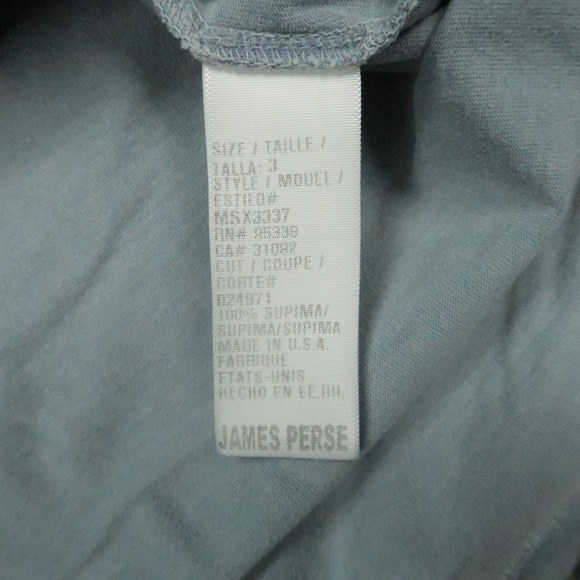 SIZE / TAILLE /
TALLA: 3
STYLE / MODEL /
ESTILO#
MSX3337
RN# 95339
CA# 31092
CUT / COUPE /
CORTE#
024971
100% SUPIMA/
SUPIMA/SUPIMA
MADE IN U.S.A.
FABRIQUE
ETATS-UNIS
HECHO EN EE.UU.
JAMES PERSE